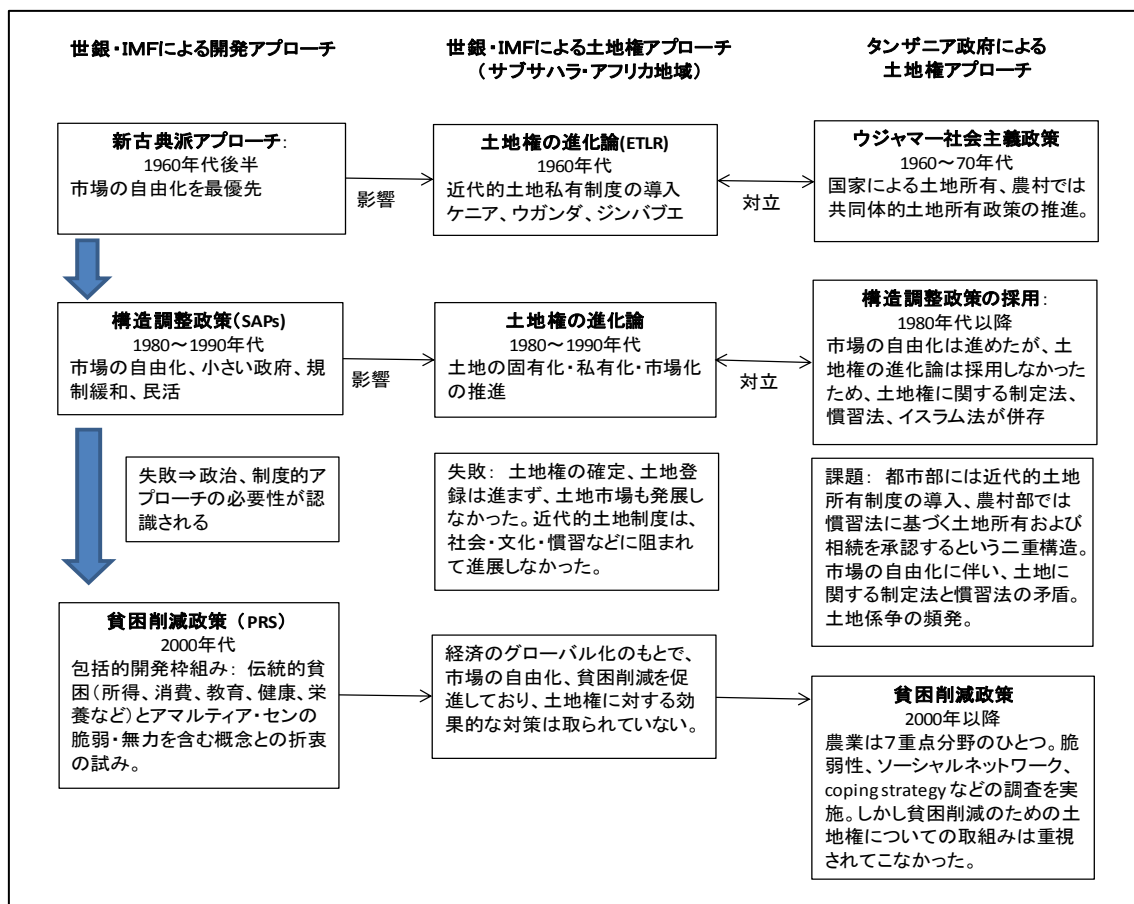 世銀・IMFによる開発アプローチ
世銀・IMFによる土地権アプローチ
(サブサハラ・アフリカ地域)
タンザニア政府による
土地権アプローチ
新古典派アプローチ:
1960年代後半
市場の自由化を最優先
影響
土地権の進化論(ETLR)
1960年代
近代的土地私有制度の導入
ケニア、ウガンダ、ジンバブエ
対立
ウジャマー社会主義政策
1960~70年代
国家による土地所有、農村では
共同体的土地所有政策の推進。
構造調整政策(SAPs)
1980~1990年代
市場の自由化、小さい政府、規
制緩和、民活
影響
土地権の進化論
1980~1990年代
土地の固有化・私有化・市場化
の推進
対立
構造調整政策の採用:
1980年代以降
市場の自由化は進めたが、土
地権の進化論は採用しなかった
ため、土地権に関する制定法、
慣習法、イスラム法が併存
失敗⇒政治、制度的ア
プローチの必要性が認
識される
失敗: 土地権の確定、土地登
録は進まず、土地市場も発展し
なかった。近代的土地制度は、
社会・文化・慣習などに阻まれ
て進展しなかった。
課題: 都市部には近代的土地
所有制度の導入、農村部では
慣習法に基づく土地所有および
相続を承認するという二重構造。
市場の自由化に伴い、土地に
関する制定法と慣習法の矛盾。
土地係争の頻発。
貧困削減政策 (PRS)
2000年代
包括的開発枠組み: 伝統的貧
困(所得、消費、教育、健康、栄
養など)とアマルティア・センの
脆弱・無力を含む概念との折衷
の試み。
経済のグローバル化のもとで、
市場の自由化、貧困削減を促
進しており、土地権に対する効
果的な対策は取られていない。
貧困削減政策
2000年以降
農業は7重点分野のひとつ。脆
弱性、ソーシャルネットワーク、
coping strategy などの調査を実
施。しかし貧困削減のための土
地権についての取組みは重視
されてこなかった。